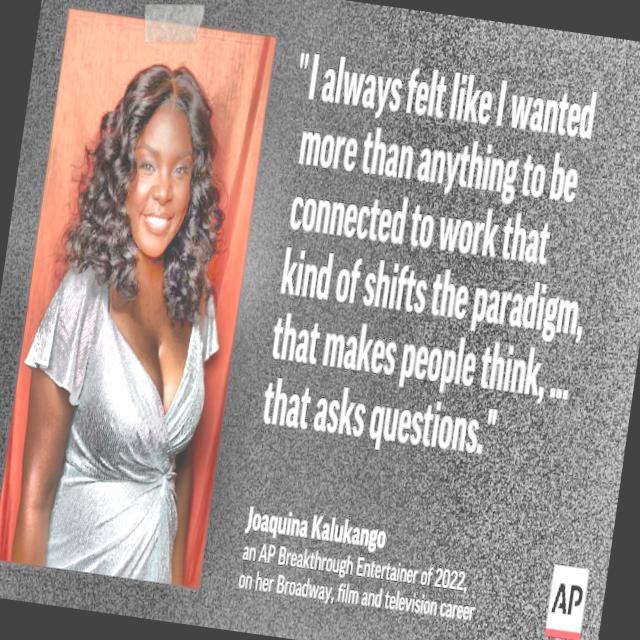 "I always felt like I wanted
more than anything to be
connected to work that
kind of shifts the paradigm,
that makes people think, ...
that asks questions."
Joaquina Kalukango
an AP Breakthrough Entertainer of 2022,
on her Broadway, film and television career
AP